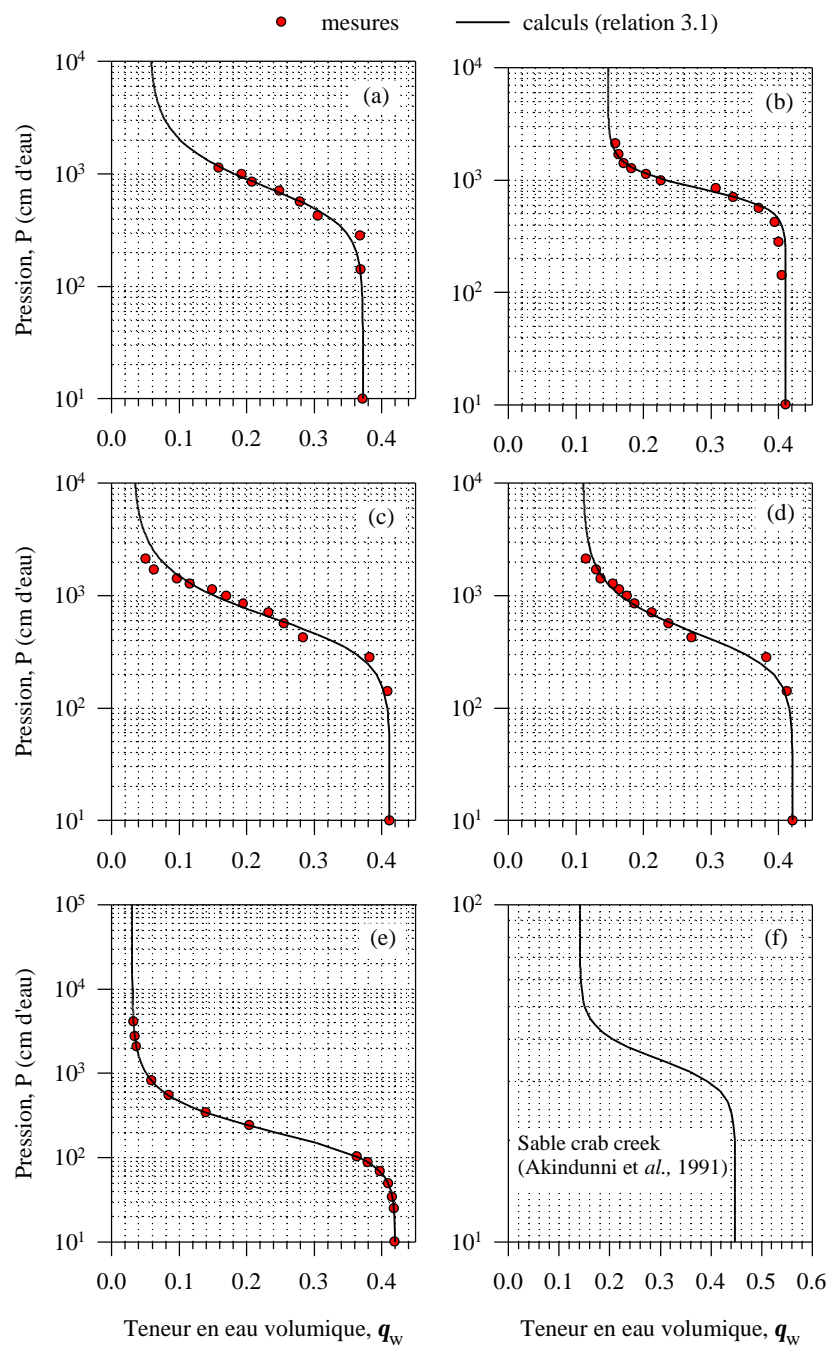 mesures calculs (relation 3.1)
10⁴
10³
10²
10¹
Pression, P (cm d'eau)
(a)
0.0 0.1 0.2 0.3 0.4
10⁴
10³
10²
10¹
(b)
0.0 0.1 0.2 0.3 0.4
10⁴
10³
10²
10¹
Pression, P (cm d'eau)
(c)
0.0 0.1 0.2 0.3 0.4
10⁴
10³
10²
10¹
(d)
0.0 0.1 0.2 0.3 0.4
10⁵
10⁴
10³
10²
10¹
Pression, P (cm d'eau)
(e)
0.0 0.1 0.2 0.3 0.4
Teneur en eau volumique, q_w
10²
10¹
(f)
Sable crab creek
(Akindunni et al., 1991)
0.0 0.1 0.2 0.3 0.4 0.5 0.6
Teneur en eau volumique, q_w